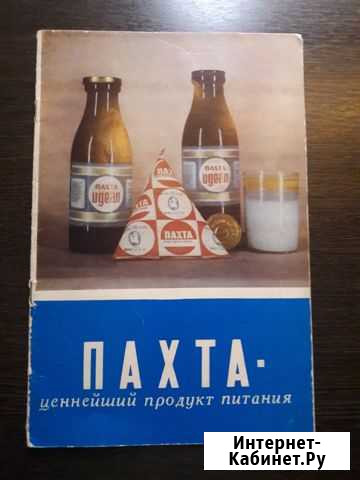 ПАХТА
идеал
ПАХТА
идеал
ПАХТА
ПАХТА-
ценнейший продукт питания
Интернет-
Кабинет.Ру